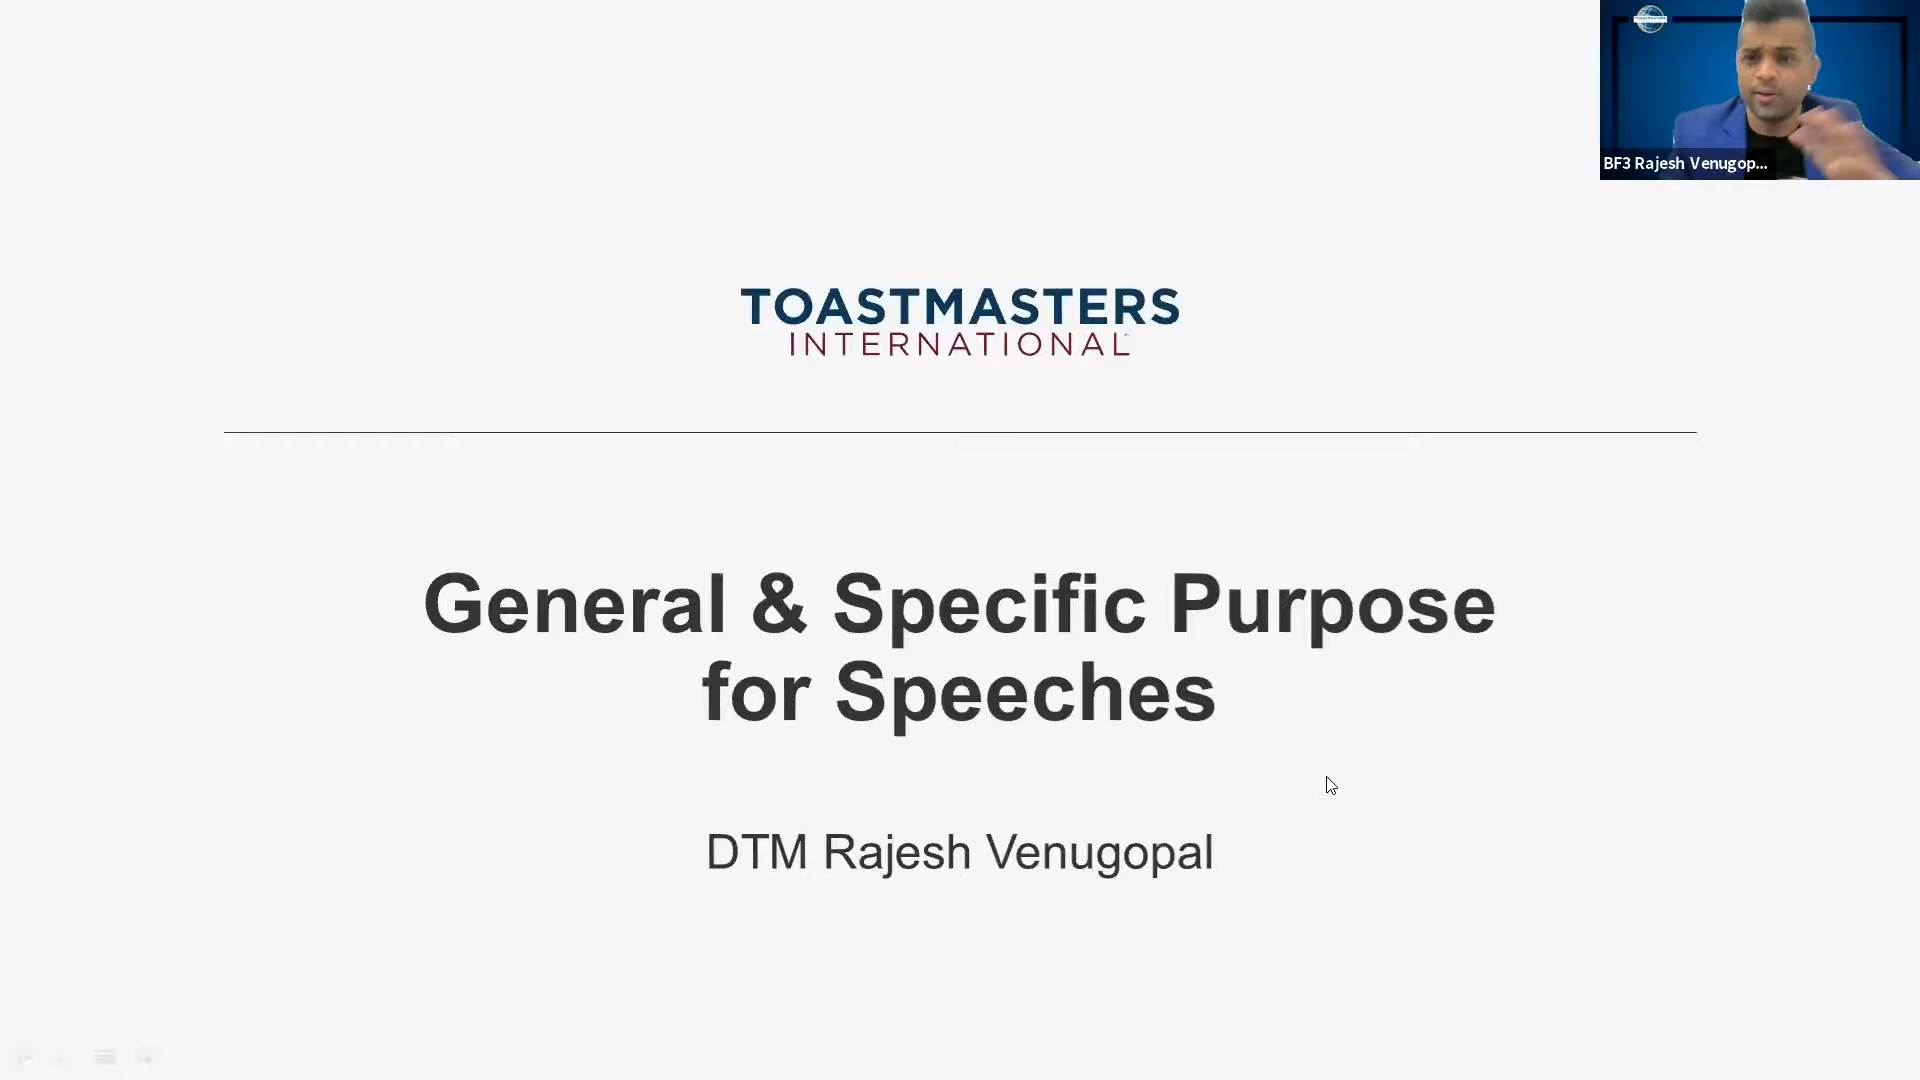 BF3 Rajesh Venugop...
TOASTMASTERS
INTERNATIONAL
General & Specific Purpose
for Speeches
DTM Rajesh Venugopal